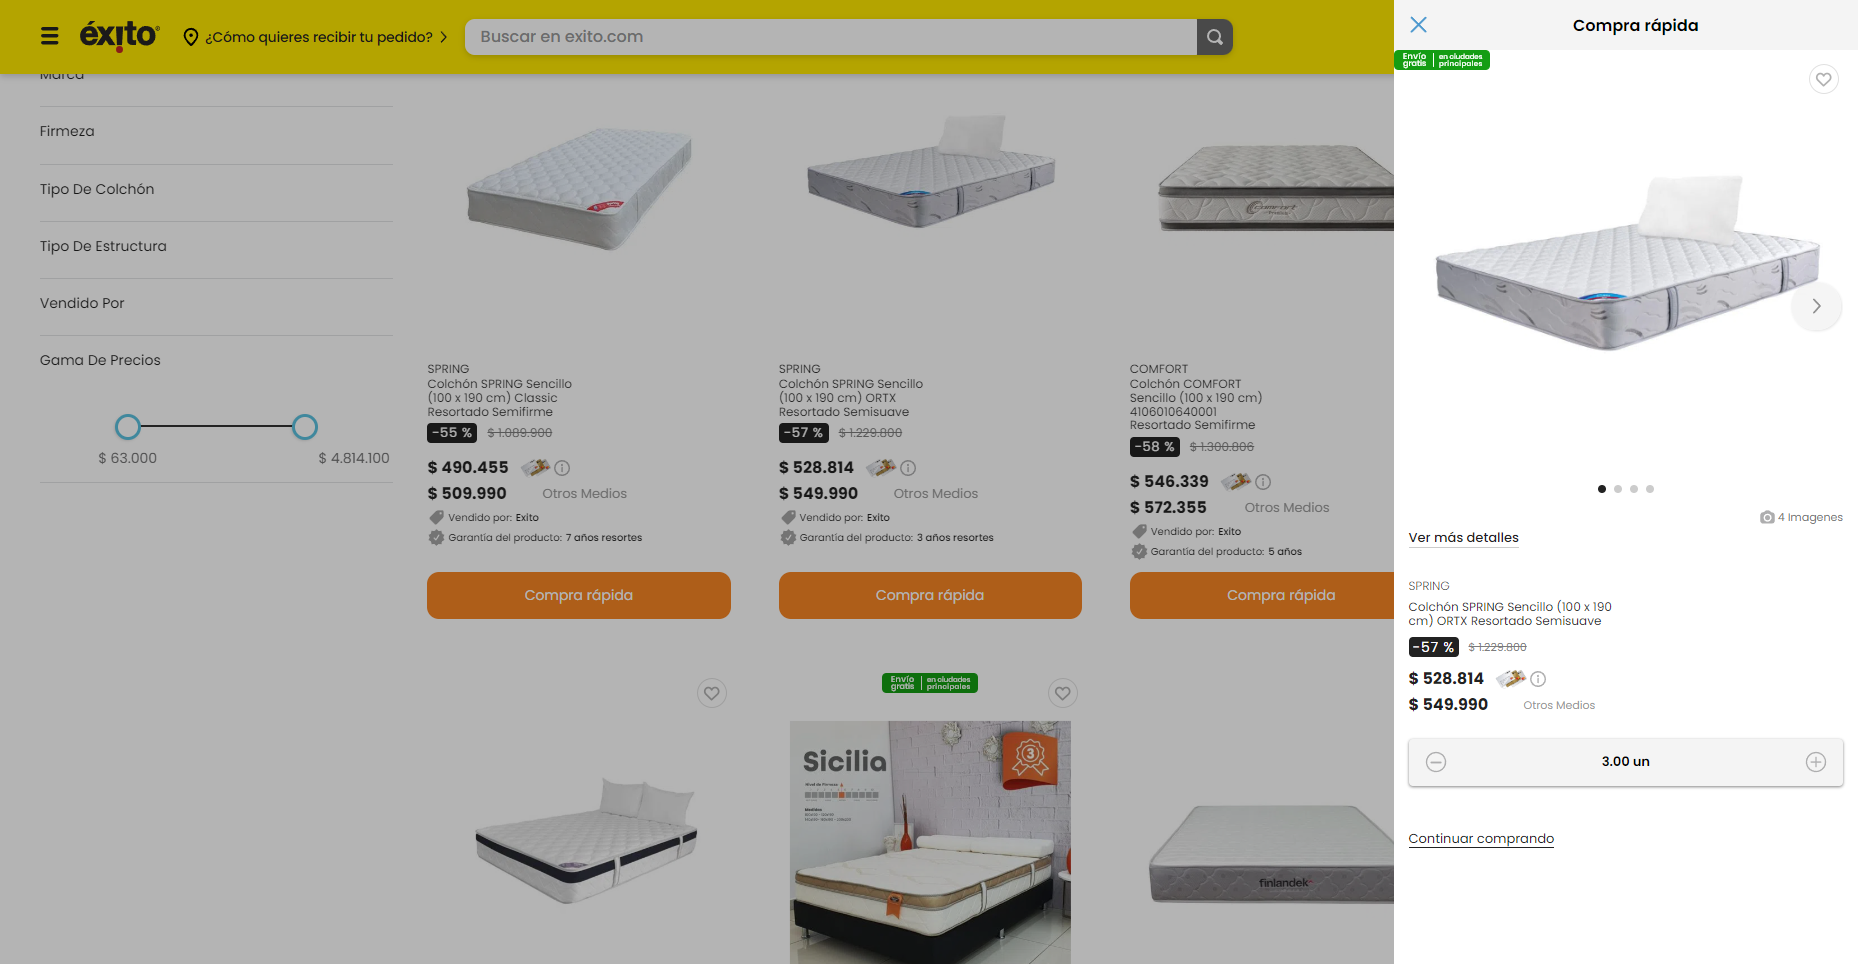 éxito
¿Cómo quieres recibir tu pedido?
Buscar en exito.com
Marca
Firmeza
Tipo De Colchón
Tipo De Estructura
Vendido Por
Gama De Precios
$ 63.000
$ 4.814.100
SPRING
Colchón SPRING Sencillo
(100 x 190 cm) Classic
Resortado Semifirme
-55 % $ 1.089.900
$ 490.455
$ 509.990 Otros Medios
Vendido por: Exito
Garantía del producto: 7 años resortes
Compra rápida
SPRING
Colchón SPRING Sencillo
(100 x 190 cm) ORTX
Resortado Semisuave
-57 % $ 1.229.800
$ 528.814
$ 549.990 Otros Medios
Vendido por: Exito
Garantía del producto: 3 años resortes
Compra rápida
Comfort
COMFORT
Colchón COMFORT
Sencillo (100 x 190 cm)
4106010640001
Resortado Semifirme
-58 % $ 1.300.806
$ 546.339
$ 572.355 Otros Medios
Vendido por: Exito
Garantía del producto: 5 años
Compra rápida
Envío gratis en ciudades principales
Sicilia
Nivel de Firmeza
Medidas
3
finlandek
Compra rápida
Envío gratis en ciudades principales
4 Imagenes
Ver más detalles
SPRING
Colchón SPRING Sencillo (100 x 190
cm) ORTX Resortado Semisuave
-57 % $ 1.229.800
$ 528.814
$ 549.990 Otros Medios
3.00 un
Continuar comprando